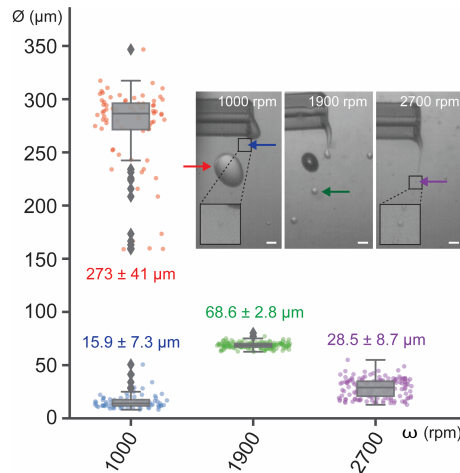 Ø (µm)
350
300
250
200
150
100
50
0
1000 rpm
1900 rpm
2700 rpm
273 ± 41 µm
68.6 ± 2.8 µm
15.9 ± 7.3 µm
28.5 ± 8.7 µm
1000
1900
2700
ω (rpm)